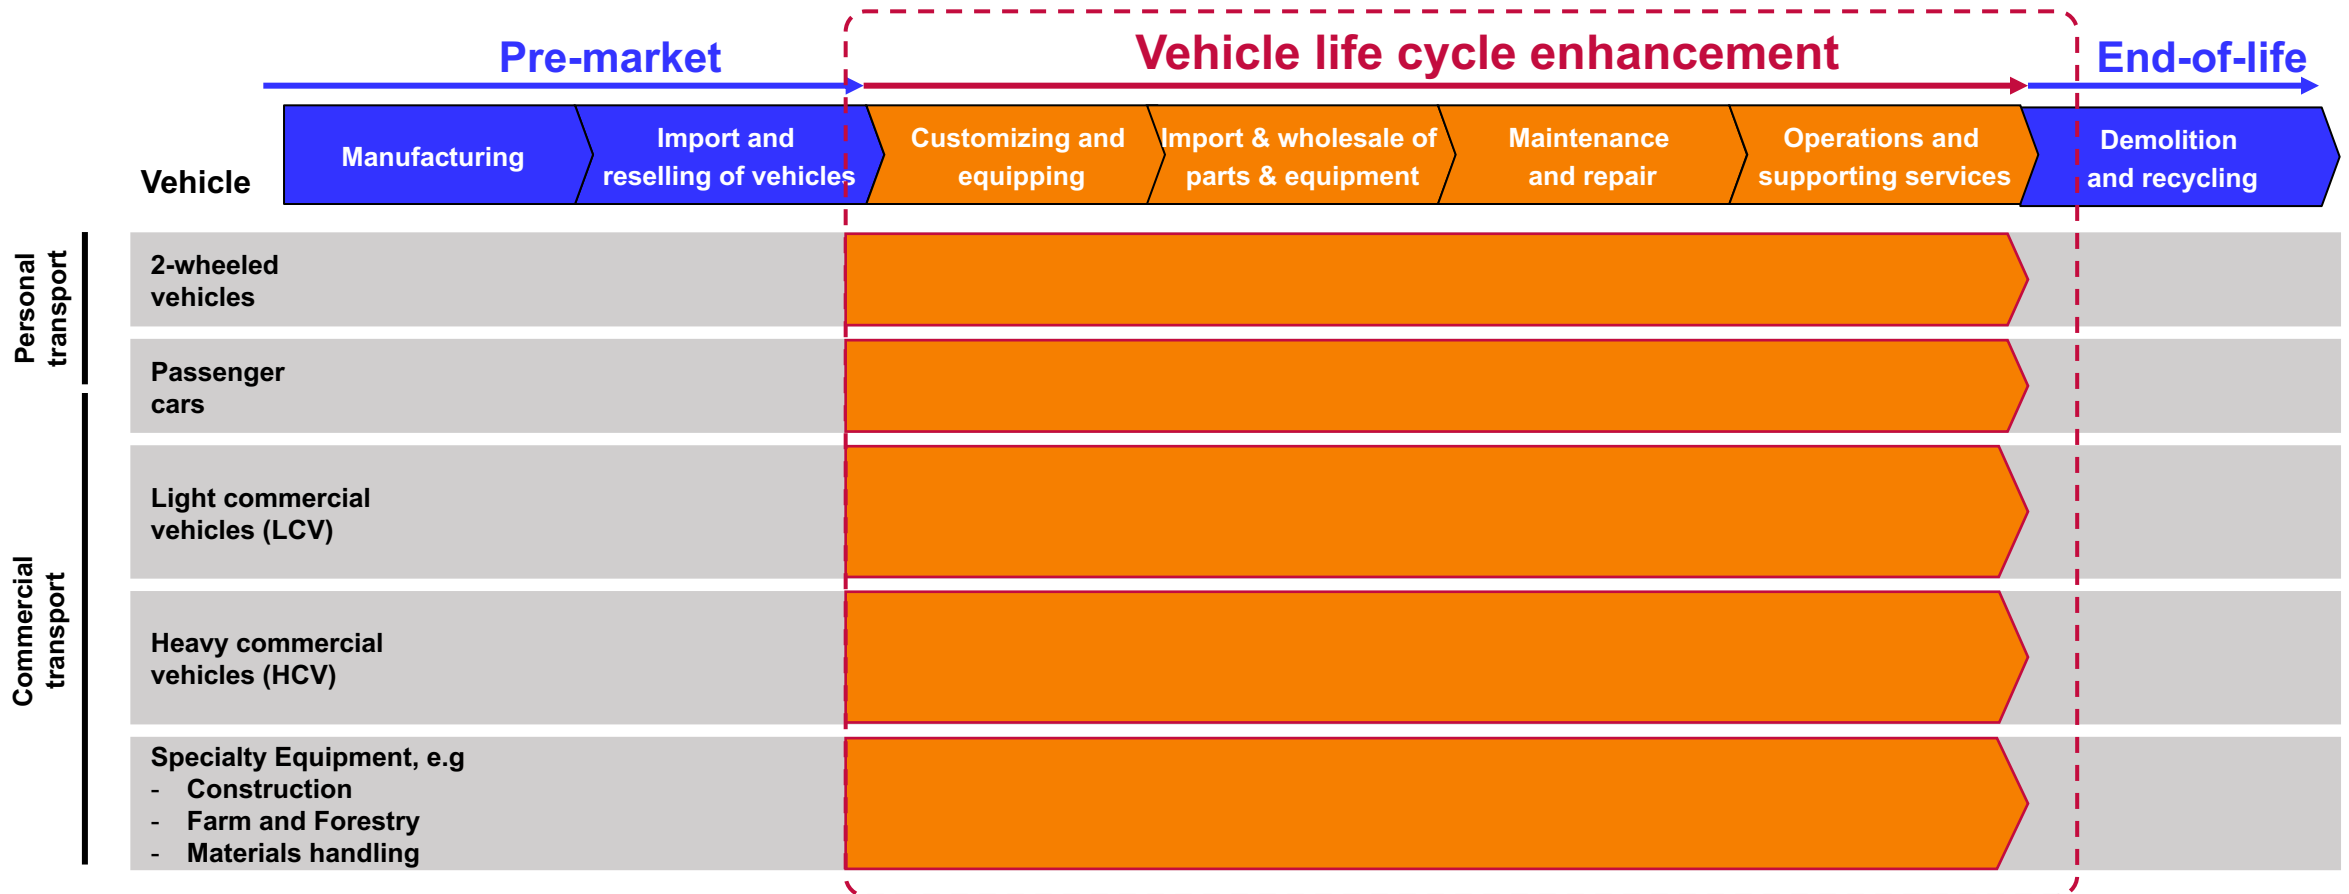 Pre-market
Vehicle life cycle enhancement
End-of-life
Vehicle
Manufacturing
Import and
reselling of vehicles
Customizing and
equipping
Import & wholesale of
parts & equipment
Maintenance
and repair
Operations and
supporting services
Demolition
and recycling
Personal
transport
2-wheeled
vehicles
Passenger
cars
Commercial
transport
Light commercial
vehicles (LCV)
Heavy commercial
vehicles (HCV)
Specialty Equipment, e.g
- Construction
- Farm and Forestry
- Materials handling